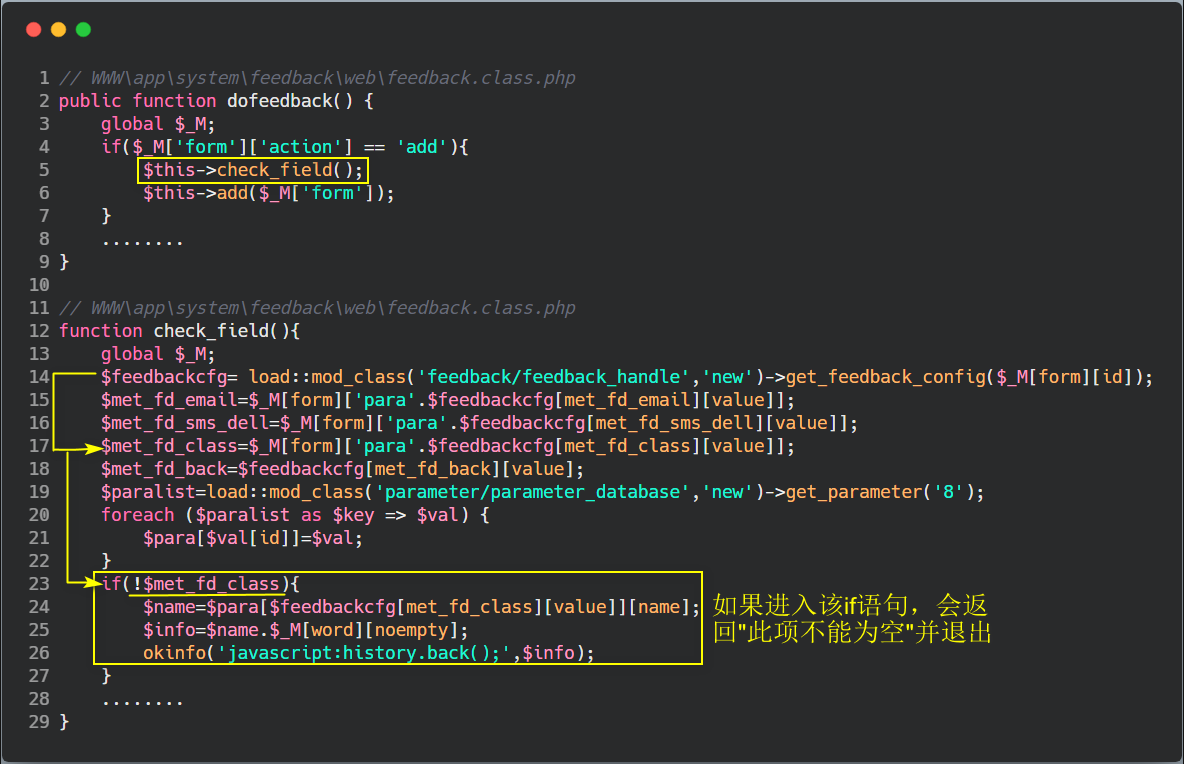 1 // WWW\app\system\feedback\web\feedback.class.php
2 public function dofeedback() {
3     global $_M;
4     if($_M['form']['action'] == 'add'){
5         $this->check_field();
6         $this->add($_M['form']);
7     }
8     ........
9 }
10
11 // WWW\app\system\feedback\web\feedback.class.php
12 function check_field(){
13     global $_M;
14     $feedbackcfg= load::mod_class('feedback/feedback_handle','new')->get_feedback_config($_M[form][id]);
15     $met_fd_email=$_M[form]['para'.$feedbackcfg[met_fd_email][value]];
16     $met_fd_sms_dell=$_M[form]['para'.$feedbackcfg[met_fd_sms_dell][value]];
17     $met_fd_class=$_M[form]['para'.$feedbackcfg[met_fd_class][value]];
18     $met_fd_back=$feedbackcfg[met_fd_back][value];
19     $paralist=load::mod_class('parameter/parameter_database','new')->get_parameter('8');
20     foreach ($paralist as $key => $val) {
21         $para[$val[id]]=$val;
22     }
23     if(!$met_fd_class){
24         $name=$para[$feedbackcfg[met_fd_class][value]][name];
25         $info=$name.$_M[word][noempty];
26         okinfo('javascript:history.back();',$info);
27     }
28     ........
29 }
如果进入该if语句，会返
回"此项不能为空"并退出